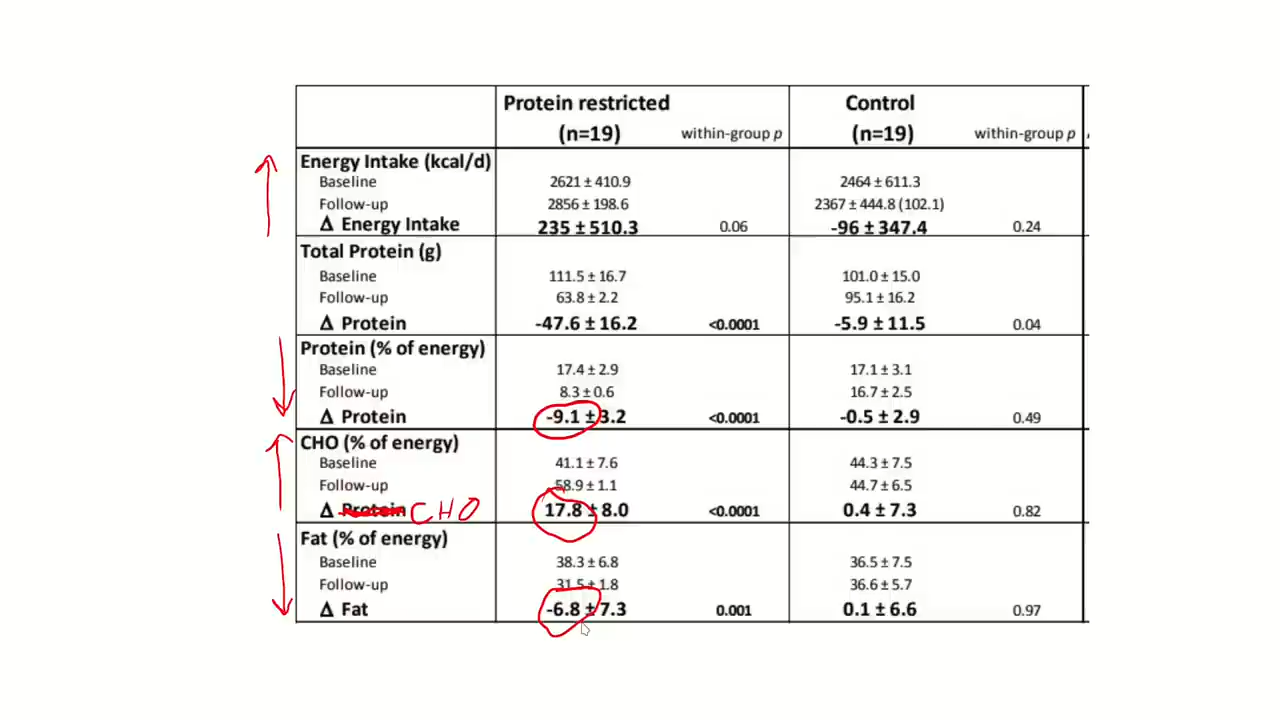 Protein restricted Control
(n=19) within-group p (n=19) within-group p
Energy Intake (kcal/d)
Baseline 2621 ± 410.9 2464 ± 611.3
Follow-up 2856 ± 198.6 2367 ± 444.8 (102.1)
Δ Energy Intake 235 ± 510.3 0.06 -96 ± 347.4 0.24
Total Protein (g)
Baseline 111.5 ± 16.7 101.0 ± 15.0
Follow-up 63.8 ± 2.2 95.1 ± 16.2
Δ Protein -47.6 ± 16.2 <0.0001 -5.9 ± 11.5 0.04
Protein (% of energy)
Baseline 17.4 ± 2.9 17.1 ± 3.1
Follow-up 8.3 ± 0.6 16.7 ± 2.5
Δ Protein -9.1 ± 3.2 <0.0001 -0.5 ± 2.9 0.49
CHO (% of energy)
Baseline 41.1 ± 7.6 44.3 ± 7.5
Follow-up 58.9 ± 1.1 44.7 ± 6.5
Δ Protein CHO 17.8 ± 8.0 <0.0001 0.4 ± 7.3 0.82
Fat (% of energy)
Baseline 38.3 ± 6.8 36.5 ± 7.5
Follow-up 31.5 ± 1.8 36.6 ± 5.7
Δ Fat -6.8 ± 7.3 0.001 0.1 ± 6.6 0.97